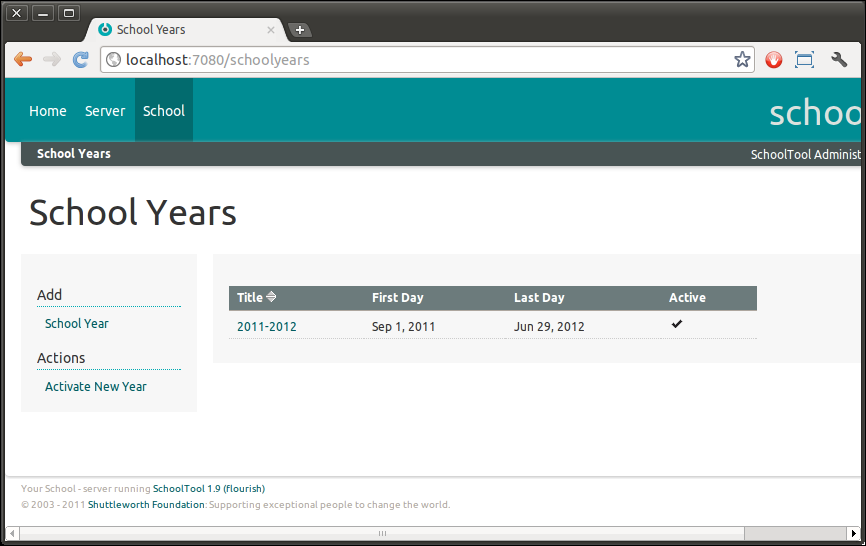 School Years
localhost:7080/schoolyears
Home Server School
schoo
School Years
SchoolTool Administ
School Years
Add
School Year
Actions
Activate New Year
Title First Day Last Day Active
2011-2012 Sep 1, 2011 Jun 29, 2012
Your School - server running SchoolTool 1.9 (flourish)
© 2003 - 2011 Shuttleworth Foundation: Supporting exceptional people to change the world.